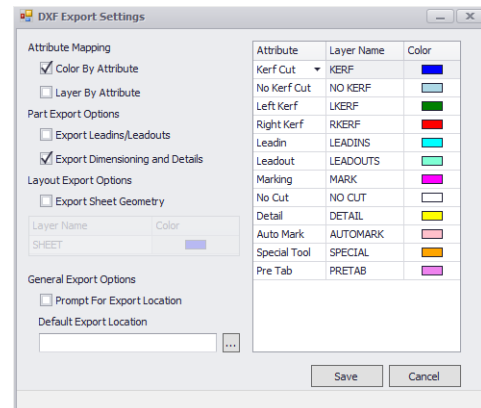 DXF Export Settings
Attribute Mapping
Color By Attribute
Layer By Attribute
Part Export Options
Export Leadins/Leadouts
Export Dimensioning and Details
Layout Export Options
Export Sheet Geometry
Layer Name Color
SHEET
General Export Options
Prompt For Export Location
Default Export Location
...
Attribute Layer Name Color
Kerf Cut KERF
No Kerf Cut NO KERF
Left Kerf LKERF
Right Kerf RKERF
Leadin LEADINS
Leadout LEADOUTS
Marking MARK
No Cut NO CUT
Detail DETAIL
Auto Mark AUTOMARK
Special Tool SPECIAL
Pre Tab PRETAB
Save Cancel